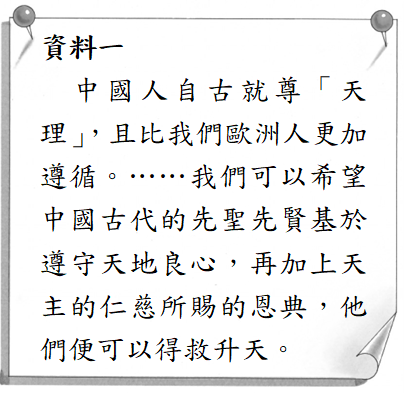 資料一
中國人自古就尊「天
理」，且比我們歐洲人更加
遵循。……我們可以希望
中國古代的先聖先賢基於
遵守天地良心，再加上天
主的仁慈所賜的恩典，他
們便可以得救升天。